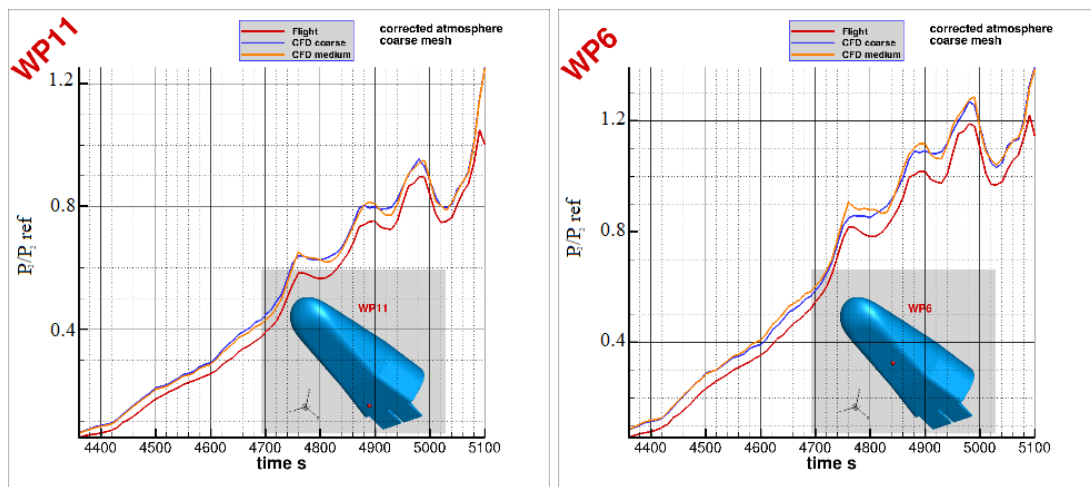 WP11
Flight
CFD coarse
CFD medium
corrected atmosphere
coarse mesh
1.2
0.8
0.4
P₂/P₂ ref
WP11
4400 4500 4600 4700 4800 4900 5000 5100
time s
WP6
Flight
CFD coarse
CFD medium
corrected atmosphere
coarse mesh
1.2
0.8
0.4
P₂/P₂ ref
WP6
4400 4500 4600 4700 4800 4900 5000 5100
time s